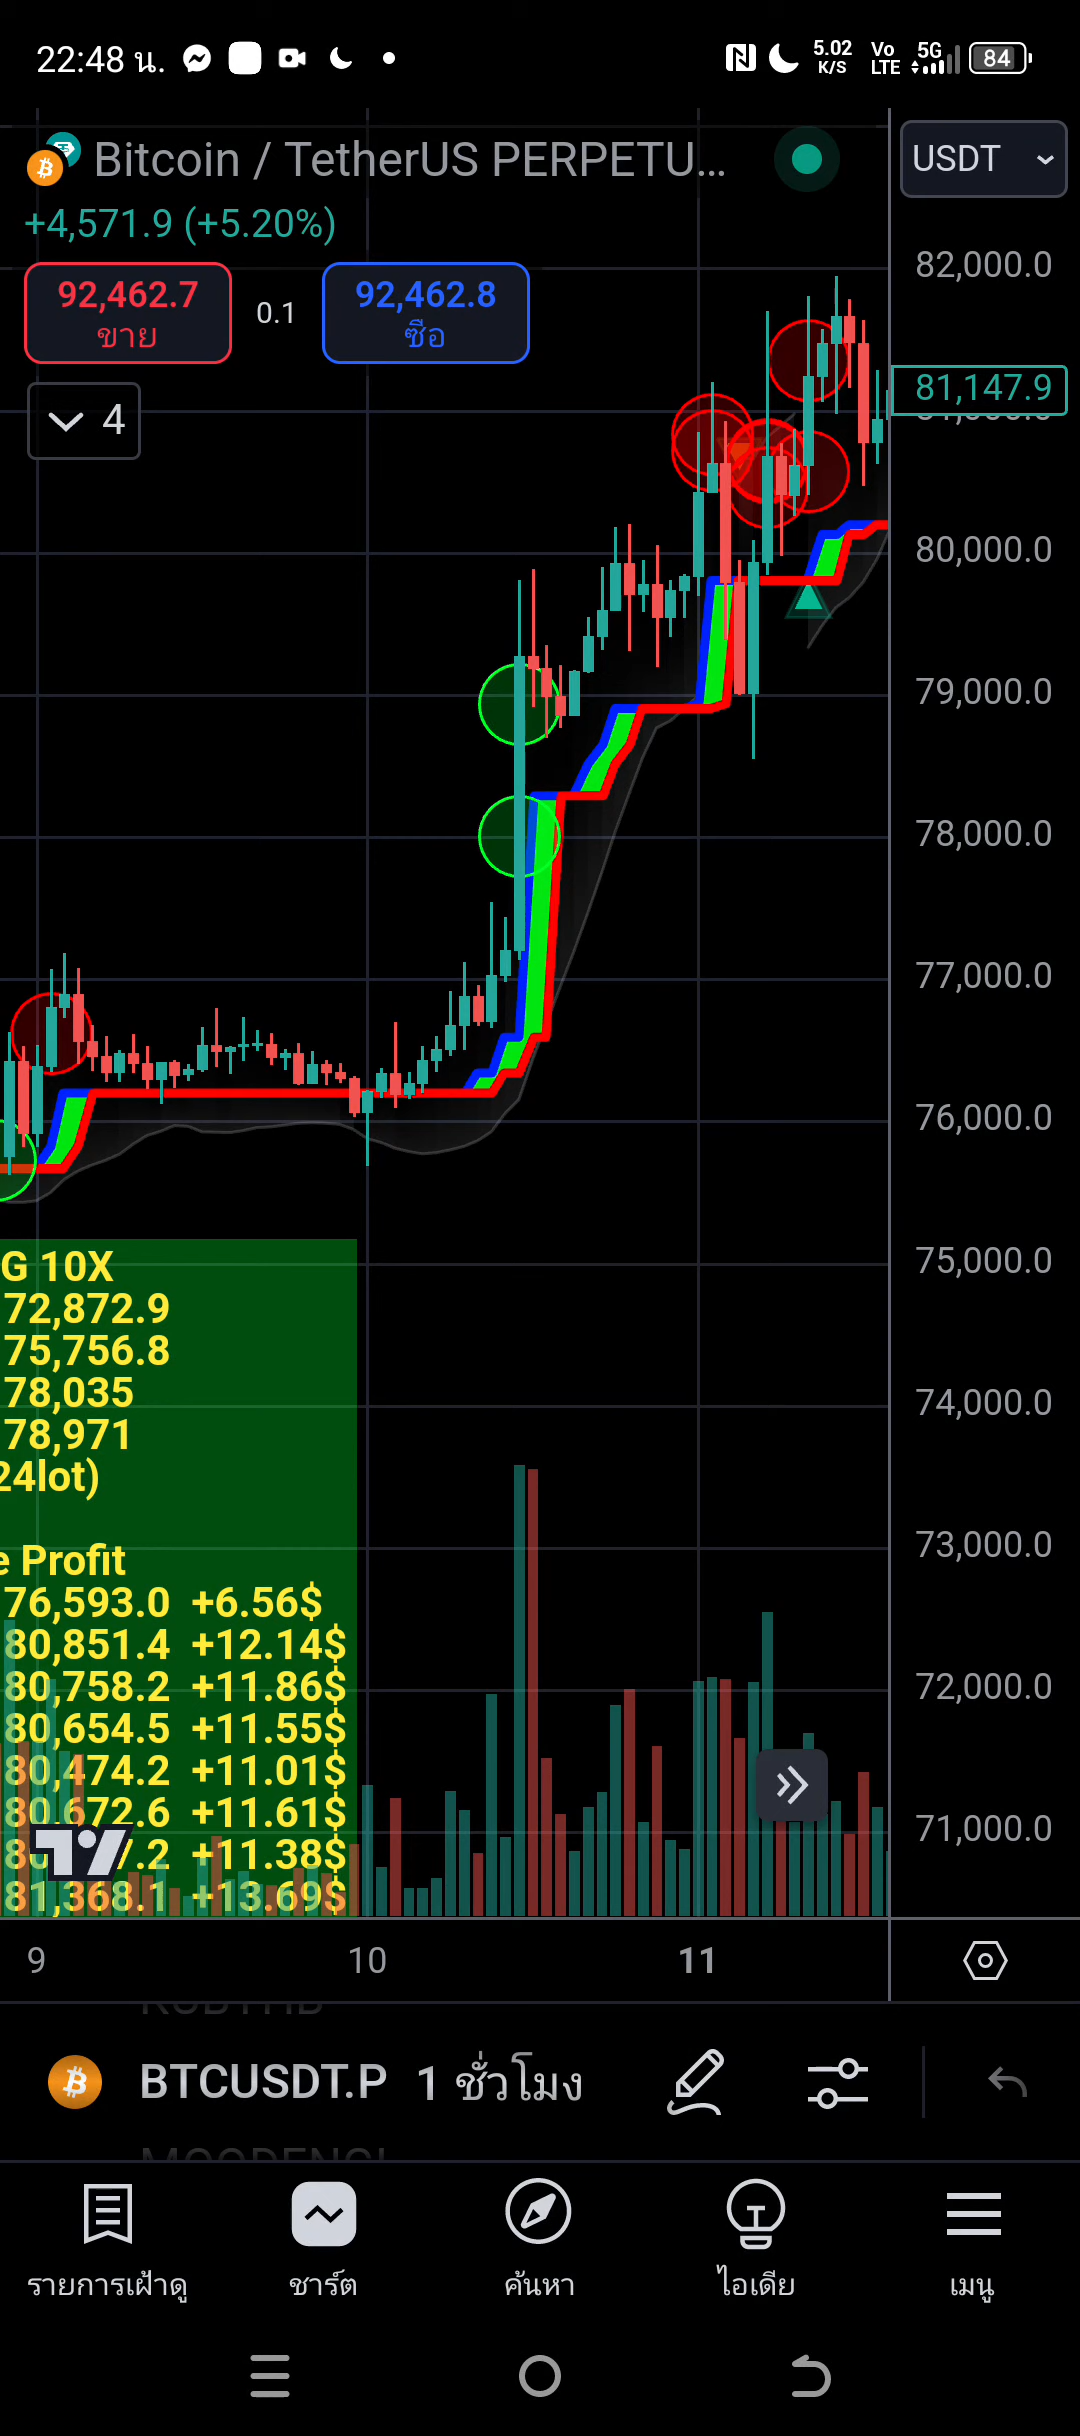 22:48 น.
5.02 K/S
Vo LTE
5G
84
Bitcoin / TetherUS PERPETU...
USDT
+4,571.9 (+5.20%)
92,462.7
ขาย
0.1
92,462.8
ซื้อ
4
82,000.0
81,147.9
80,000.0
79,000.0
78,000.0
77,000.0
76,000.0
75,000.0
74,000.0
73,000.0
72,000.0
71,000.0
G 10X
72,872.9
75,756.8
78,035
78,971
24lot)
e Profit
76,593.0 +6.56$
80,851.4 +12.14$
80,758.2 +11.86$
80,654.5 +11.55$
80,474.2 +11.01$
80,672.6 +11.61$
7.2 +11.38$
81,368.1 +13.69$
9
10
11
BTCUSDT.P 1 ชั่วโมง
รายการเฝ้าดู
ชาร์ต
ค้นหา
ไอเดีย
เมนู